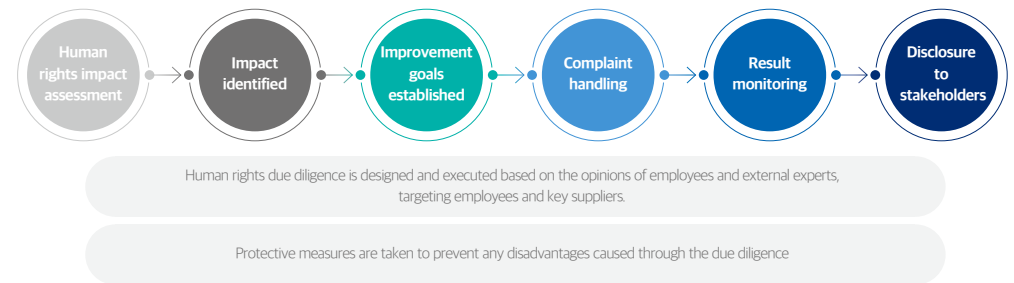 Human
rights impact
assessment
Impact
identified
Improvement
goals
established
Complaint
handling
Result
monitoring
Disclosure
to
stakeholders
Human rights due diligence is designed and executed based on the opinions of employees and external experts,
targeting employees and key suppliers.
Protective measures are taken to prevent any disadvantages caused through the due diligence